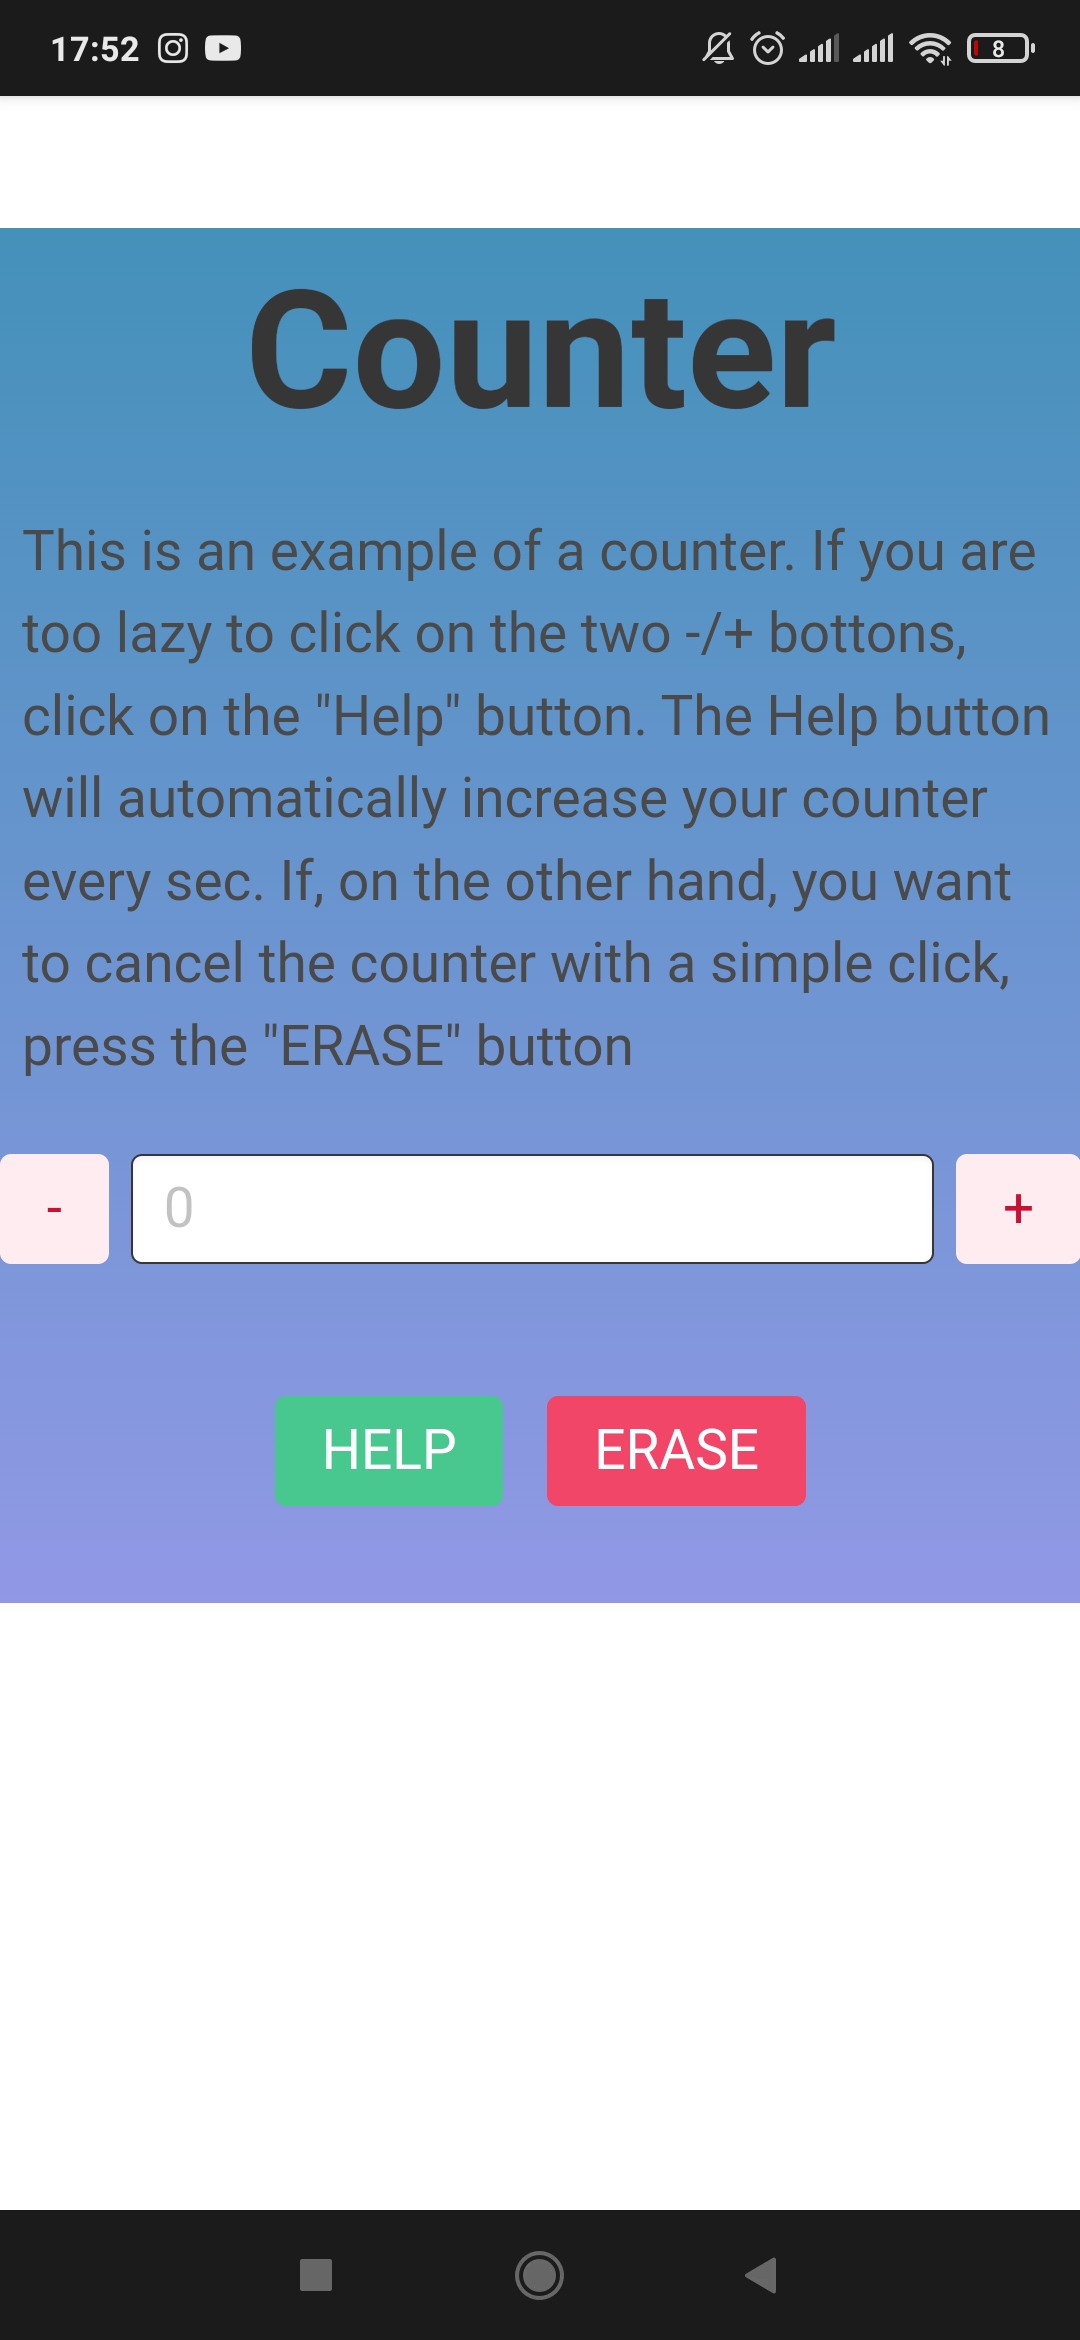 17:52
8
Counter
This is an example of a counter. If you are
too lazy to click on the two -/+ bottons,
click on the "Help" button. The Help button
will automatically increase your counter
every sec. If, on the other hand, you want
to cancel the counter with a simple click,
press the "ERASE" button
- 0 +
HELP ERASE